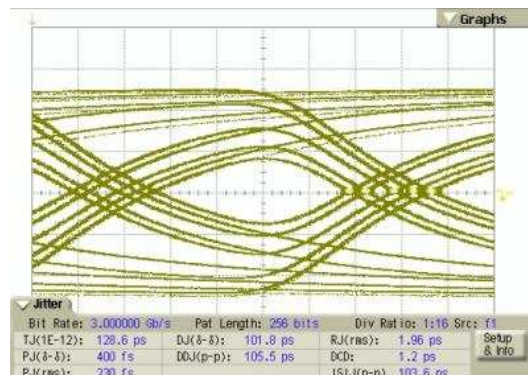 Graphs
Jitter
Bit Rate: 3.000000 Gb/s Pat Length: 256 bits Div Ratio: 1:16 Src: f1
TJ(1E-12): 128.6 ps DJ(δ-δ): 101.8 ps RJ(rms): 1.96 ps Setup
PJ(δ-δ): 400 fs DDJ(p-p): 105.5 ps DCD: 1.2 ps & Info
PJ(rms): 230 fs ISIJ(p-p) 103.6 ps